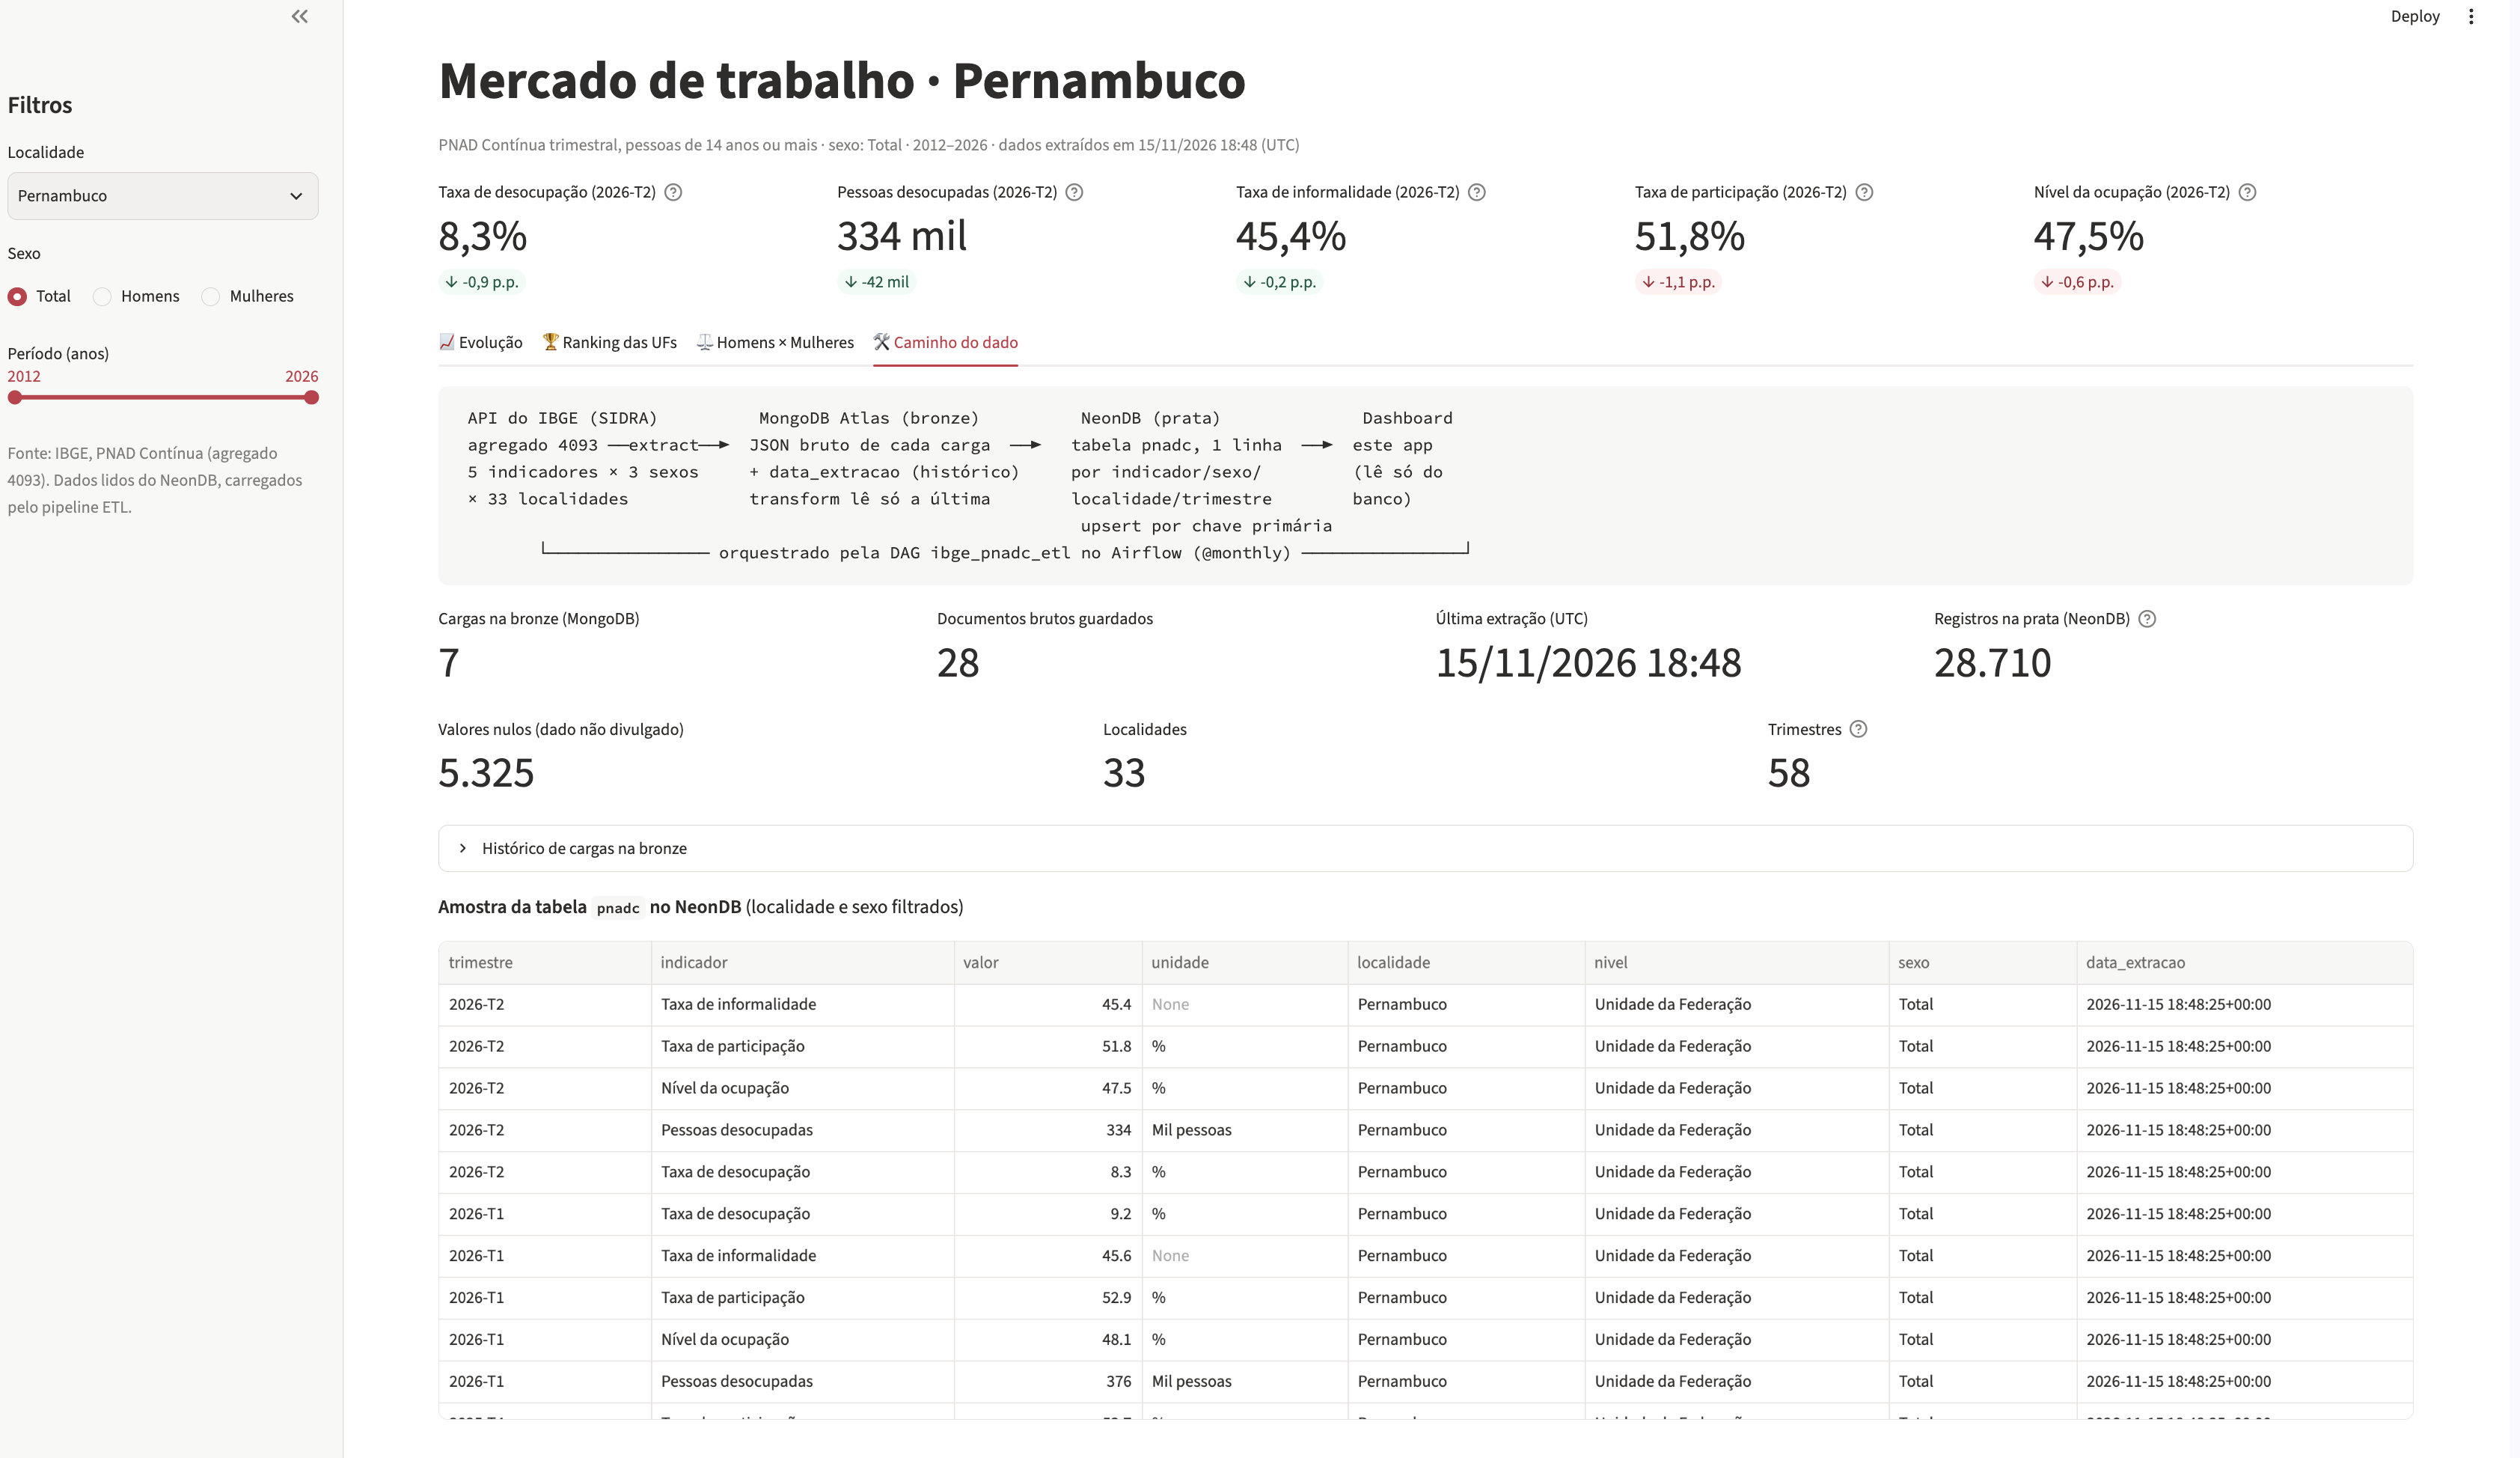 Deploy
Filtros
Localidade
Pernambuco
Sexo
Total Homens Mulheres
Período (anos)
2012 2026
Fonte: IBGE, PNAD Contínua (agregado
4093). Dados lidos do NeonDB, carregados
pelo pipeline ETL.
Mercado de trabalho · Pernambuco
PNAD Contínua trimestral, pessoas de 14 anos ou mais · sexo: Total · 2012–2026 · dados extraídos em 15/11/2026 18:48 (UTC)
Taxa de desocupação (2026-T2) Pessoas desocupadas (2026-T2) Taxa de informalidade (2026-T2) Taxa de participação (2026-T2) Nível da ocupação (2026-T2)
8,3% 334 mil 45,4% 51,8% 47,5%
↓ -0,9 p.p. ↓ -42 mil ↓ -0,2 p.p. ↓ -1,1 p.p. ↓ -0,6 p.p.
📈 Evolução 🏆 Ranking das UFs ⚖️ Homens × Mulheres 🛠️ Caminho do dado
API do IBGE (SIDRA) MongoDB Atlas (bronze) NeonDB (prata) Dashboard
agregado 4093 ──extract──► JSON bruto de cada carga ──► tabela pnadc, 1 linha ──► este app
5 indicadores × 3 sexos + data_extracao (histórico) por indicador/sexo/ (lê só do
× 33 localidades transform lê só a última localidade/trimestre banco)
upsert por chave primária
└──────────────── orquestrado pela DAG ibge_pnadc_etl no Airflow (@monthly) ────────────────┘
Cargas na bronze (MongoDB) Documentos brutos guardados Última extração (UTC) Registros na prata (NeonDB)
7 28 15/11/2026 18:48 28.710
Valores nulos (dado não divulgado) Localidades Trimestres
5.325 33 58
Histórico de cargas na bronze
Amostra da tabela pnadc no NeonDB (localidade e sexo filtrados)
trimestre indicador valor unidade localidade nivel sexo data_extracao
2026-T2 Taxa de informalidade 45.4 None Pernambuco Unidade da Federação Total 2026-11-15 18:48:25+00:00
2026-T2 Taxa de participação 51.8 % Pernambuco Unidade da Federação Total 2026-11-15 18:48:25+00:00
2026-T2 Nível da ocupação 47.5 % Pernambuco Unidade da Federação Total 2026-11-15 18:48:25+00:00
2026-T2 Pessoas desocupadas 334 Mil pessoas Pernambuco Unidade da Federação Total 2026-11-15 18:48:25+00:00
2026-T2 Taxa de desocupação 8.3 % Pernambuco Unidade da Federação Total 2026-11-15 18:48:25+00:00
2026-T1 Taxa de desocupação 9.2 % Pernambuco Unidade da Federação Total 2026-11-15 18:48:25+00:00
2026-T1 Taxa de informalidade 45.6 None Pernambuco Unidade da Federação Total 2026-11-15 18:48:25+00:00
2026-T1 Taxa de participação 52.9 % Pernambuco Unidade da Federação Total 2026-11-15 18:48:25+00:00
2026-T1 Nível da ocupação 48.1 % Pernambuco Unidade da Federação Total 2026-11-15 18:48:25+00:00
2026-T1 Pessoas desocupadas 376 Mil pessoas Pernambuco Unidade da Federação Total 2026-11-15 18:48:25+00:00